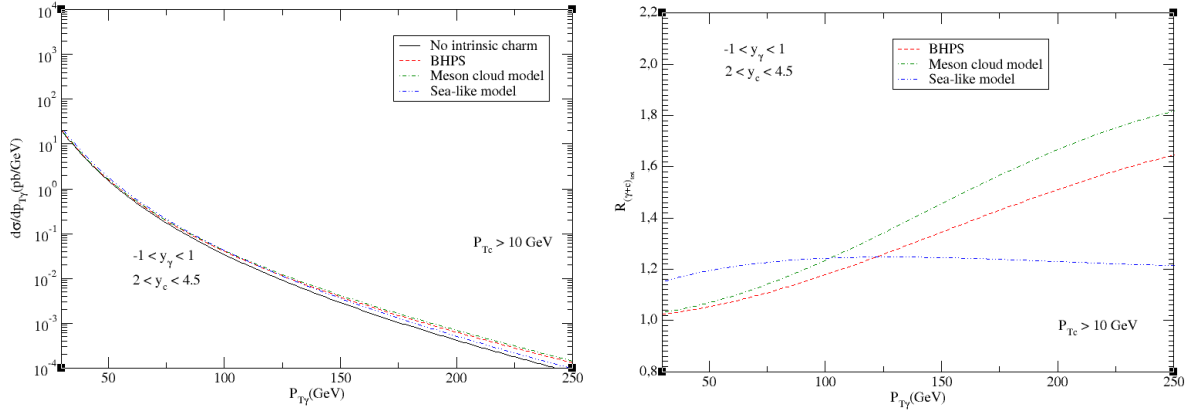 10^4
10^3
10^2
10^1
10^0
10^-1
10^-2
10^-3
10^-4
dσ/dp_Tγ(pb/GeV)
No intrinsic charm
BHPS
Meson cloud model
Sea-like model
P_Tc > 10 GeV
-1 < y_γ < 1
2 < y_c < 4.5
50 100 150 200 250
P_Tγ(GeV)
2,2
2,0
1,8
1,6
1,4
1,2
1,0
0,8
R_(γ+c)
-1 < y_γ < 1
2 < y_c < 4.5
BHPS
Meson cloud model
Sea-like model
P_Tc > 10 GeV
50 100 150 200 250
P_Tγ(GeV)